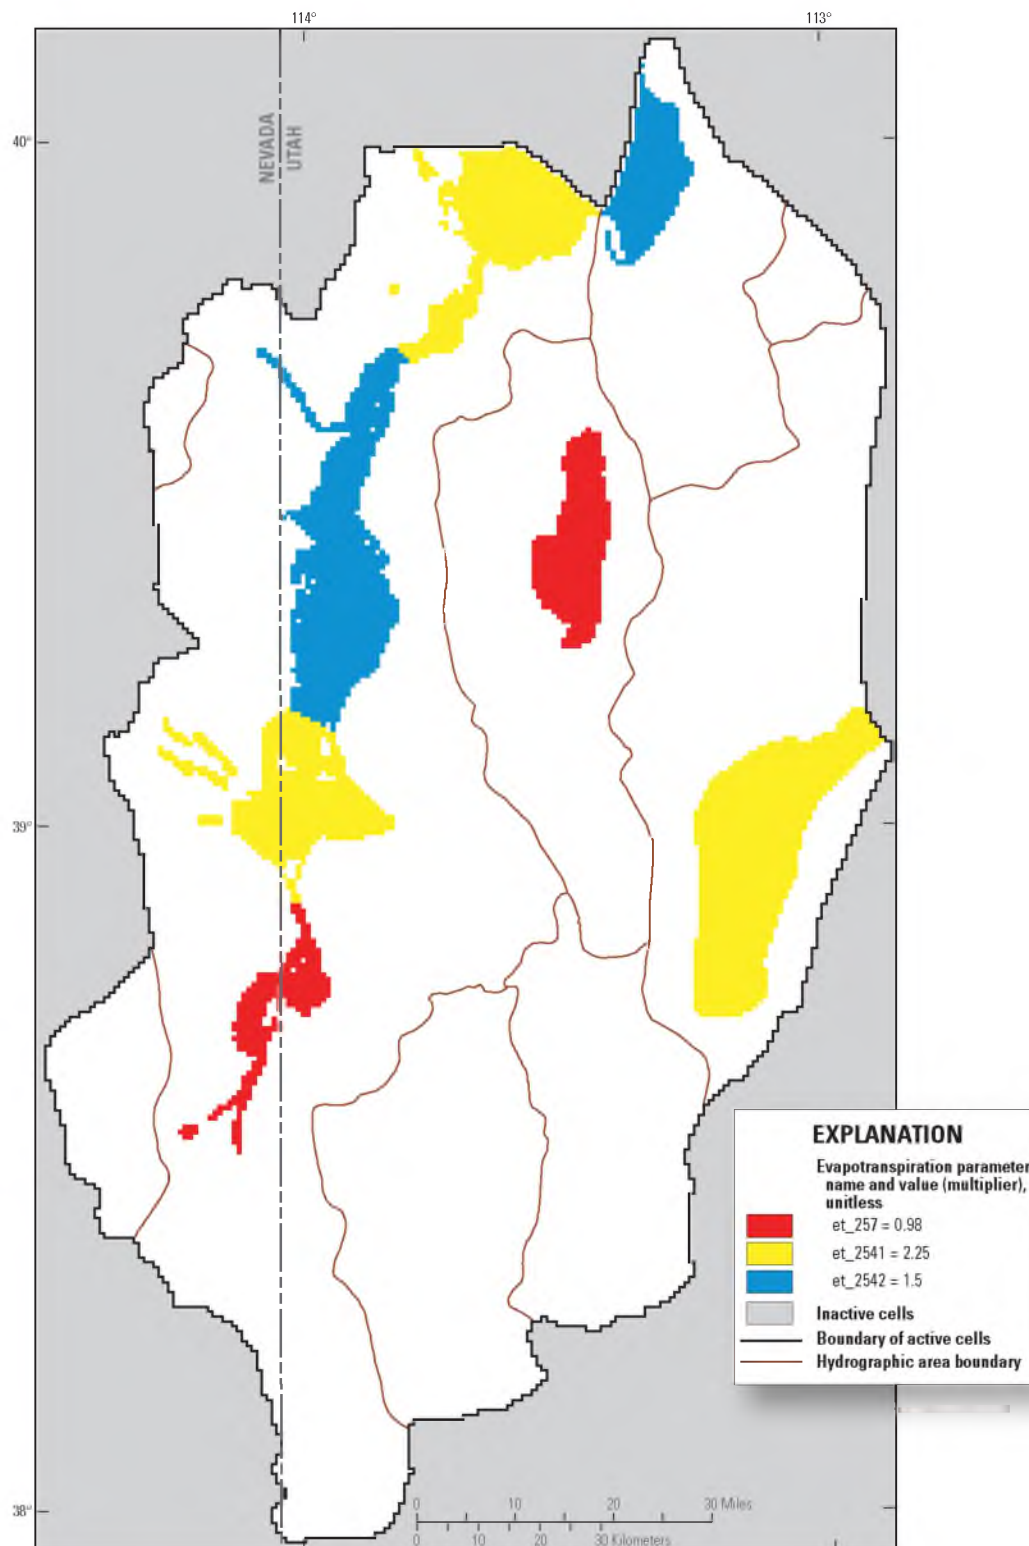 114°
113°
40°
NEVADA
UTAH
39°
EXPLANATION
Evapotranspiration parameter
name and value (multiplier),
unitless
et_257 = 0.98
et_2541 = 2.25
et_2542 = 1.5
Inactive cells
Boundary of active cells
Hydrographic area boundary
38°
0 10 20 30 Miles
0 10 20 30 Kilometers